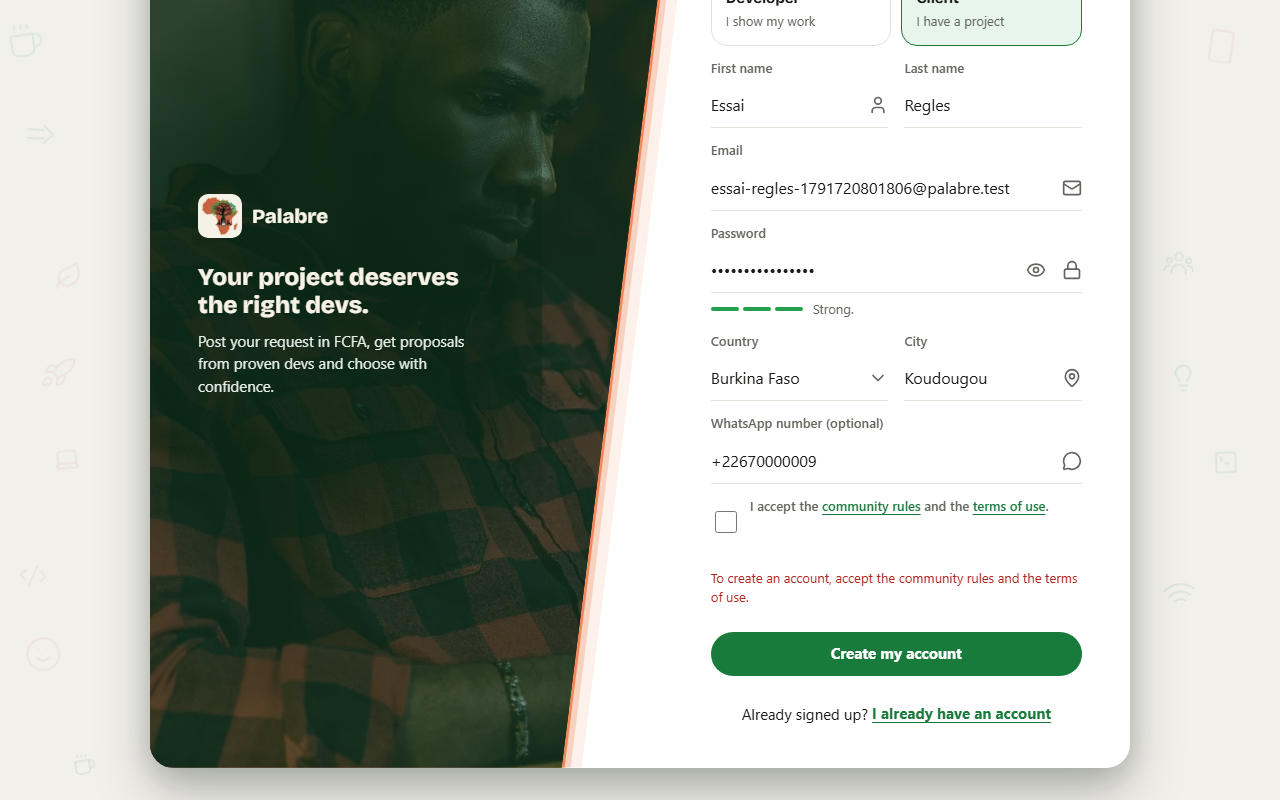 Palabre
Your project deserves
the right devs.
Post your request in FCFA, get proposals
from proven devs and choose with
confidence.
I show my work
I have a project
First name
Last name
Essai
Regles
Email
essai-regles-1791720801806@palabre.test
Password
••••••••••••••••
Strong.
Country
City
Burkina Faso
Koudougou
WhatsApp number (optional)
+22670000009
I accept the community rules and the terms of use.
To create an account, accept the community rules and the terms
of use.
Create my account
Already signed up? I already have an account